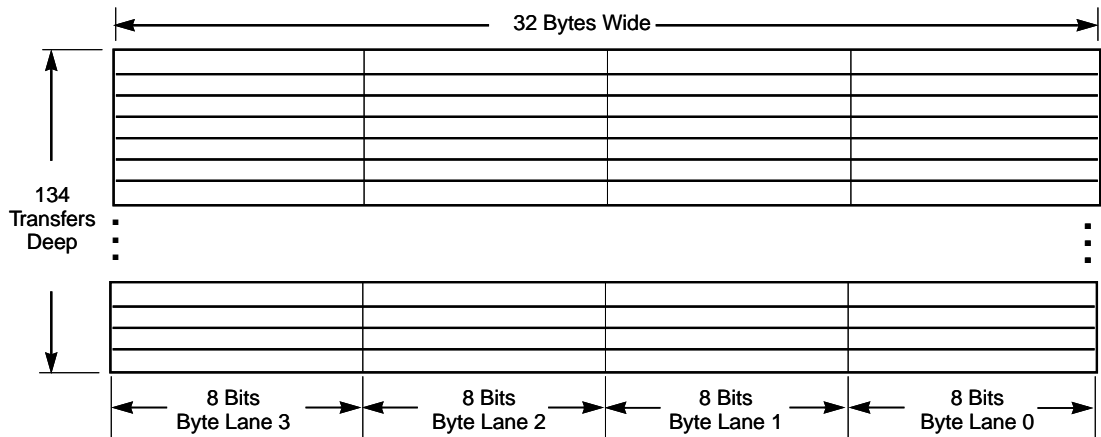 32 Bytes Wide
134
Transfers
Deep
8 Bits
Byte Lane 3
8 Bits
Byte Lane 2
8 Bits
Byte Lane 1
8 Bits
Byte Lane 0